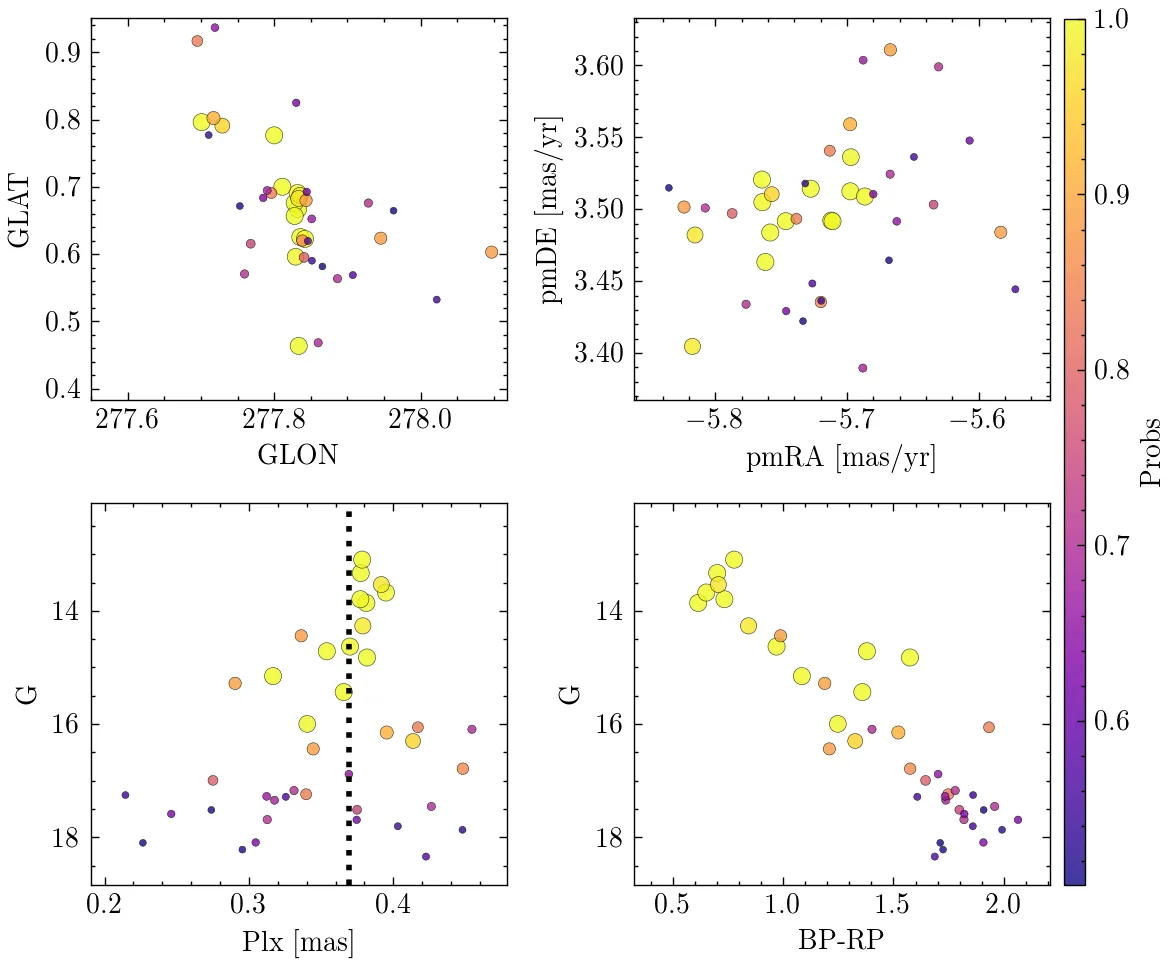 0.9
0.8
0.7
0.6
0.5
0.4
GLAT
277.6 277.8 278.0
GLON
3.60
3.55
3.50
3.45
3.40
pmDE [mas/yr]
−5.8 −5.7 −5.6
pmRA [mas/yr]
14
16
18
G
0.2 0.3 0.4
Plx [mas]
14
16
18
G
0.5 1.0 1.5 2.0
BP-RP
1.0
0.9
0.8
0.7
0.6
Probs